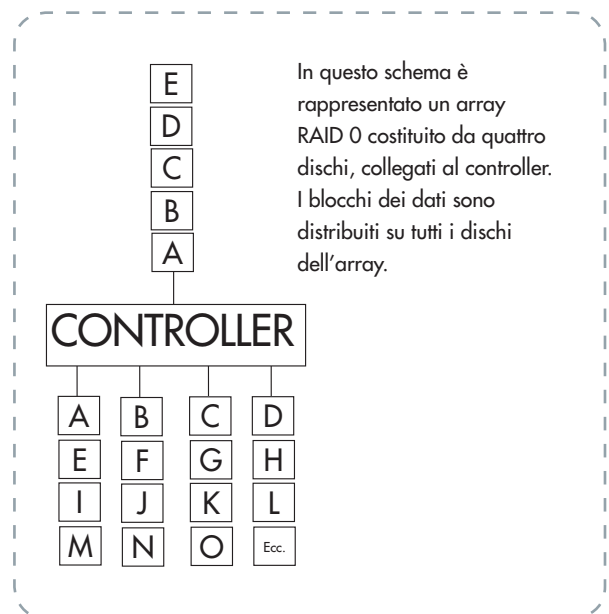 E
D
C
B
A
In questo schema è
rappresentato un array
RAID 0 costituito da quattro
dischi, collegati al controller.
I blocchi dei dati sono
distribuiti su tutti i dischi
dell'array.
CONTROLLER
A B C D
E F G H
I J K L
M N O Ecc.